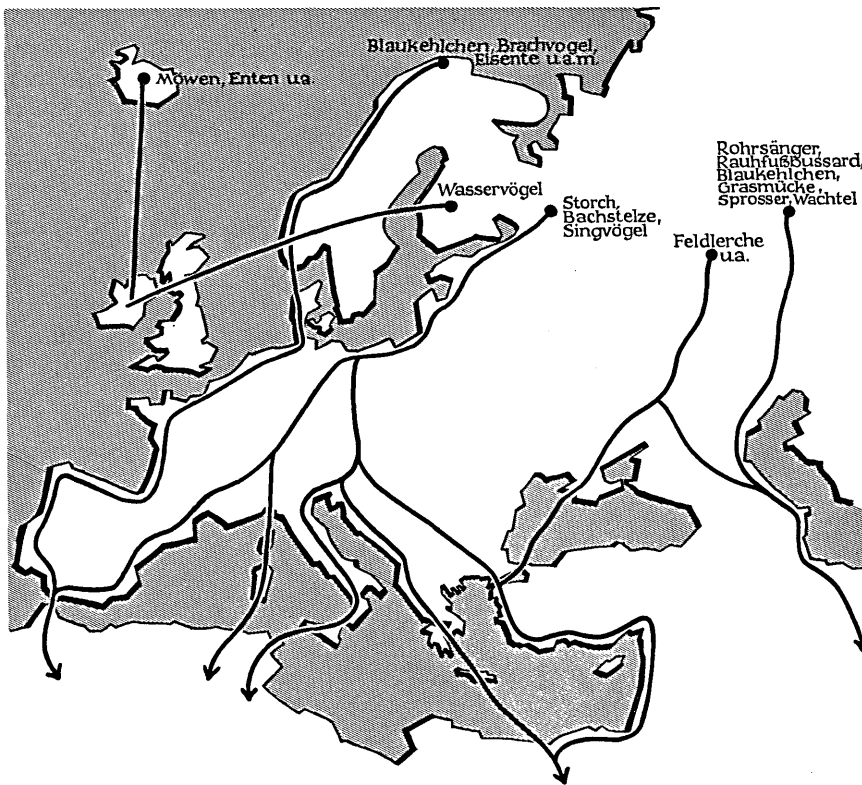 Blaukehlchen, Brachvogel,
Eisente u.a.m.
Möwen, Enten u.a.
Rohrsänger,
Rauhfußbussard,
Blaukehlchen,
Grasmücke,
Sprosser, Wachtel
Wasservögel
Storch,
Bachstelze,
Singvögel
Feldlerche
u.a.